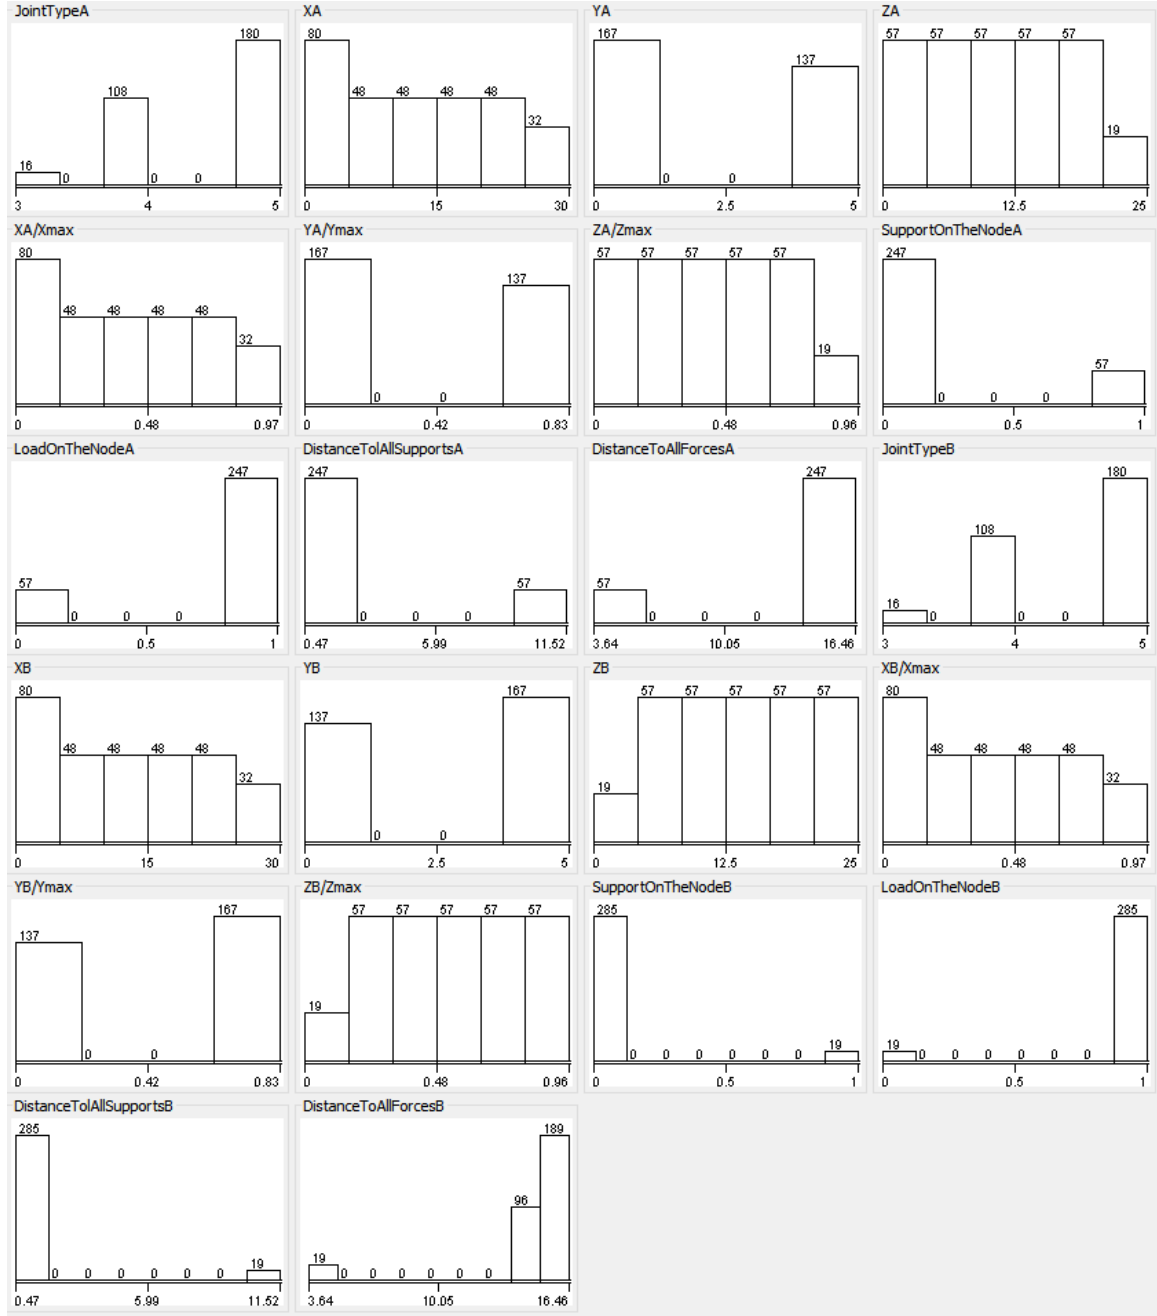 JointTypeA XA YA ZA
180 80 167 57 57 57 57 57
137
108 48 48 48 48
32
16 0 0 0 0 0 19
3 4 5 0 15 30 0 2.5 5 0 12.5 25
XA/Xmax YA/Ymax ZA/Zmax SupportOnTheNodeA
80 167 57 57 57 57 57 247
137
48 48 48 48
32 19 57
0 0 0 0 0
0 0.48 0.97 0 0.42 0.83 0 0.48 0.96 0 0.5 1
LoadOnTheNodeA DistanceTolAllSupportsA DistanceToAllForcesA JointTypeB
247 247 247 180
108
57 57 57 16
0 0 0 0 0 0 0 0 0 0 0 0
0 0.5 1 0.47 5.99 11.52 3.64 10.05 16.46 3 4 5
XB YB ZB XB/Xmax
80 167 57 57 57 57 57 80
137
48 48 48 48 48 48 48 48
32 19 32
0 0
0 15 30 0 2.5 5 0 12.5 25 0 0.48 0.97
YB/Ymax ZB/Zmax SupportOnTheNodeB LoadOnTheNodeB
167 57 57 57 57 57 285 285
137
19 19 19
0 0 0 0 0 0 0 0 0 0 0 0 0 0
0 0.42 0.83 0 0.48 0.96 0 0.5 1 0 0.5 1
DistanceTolAllSupportsB DistanceToAllForcesB
285 189
96
0 0 0 0 0 0 19 19 0 0 0 0 0 0
0.47 5.99 11.52 3.64 10.05 16.46